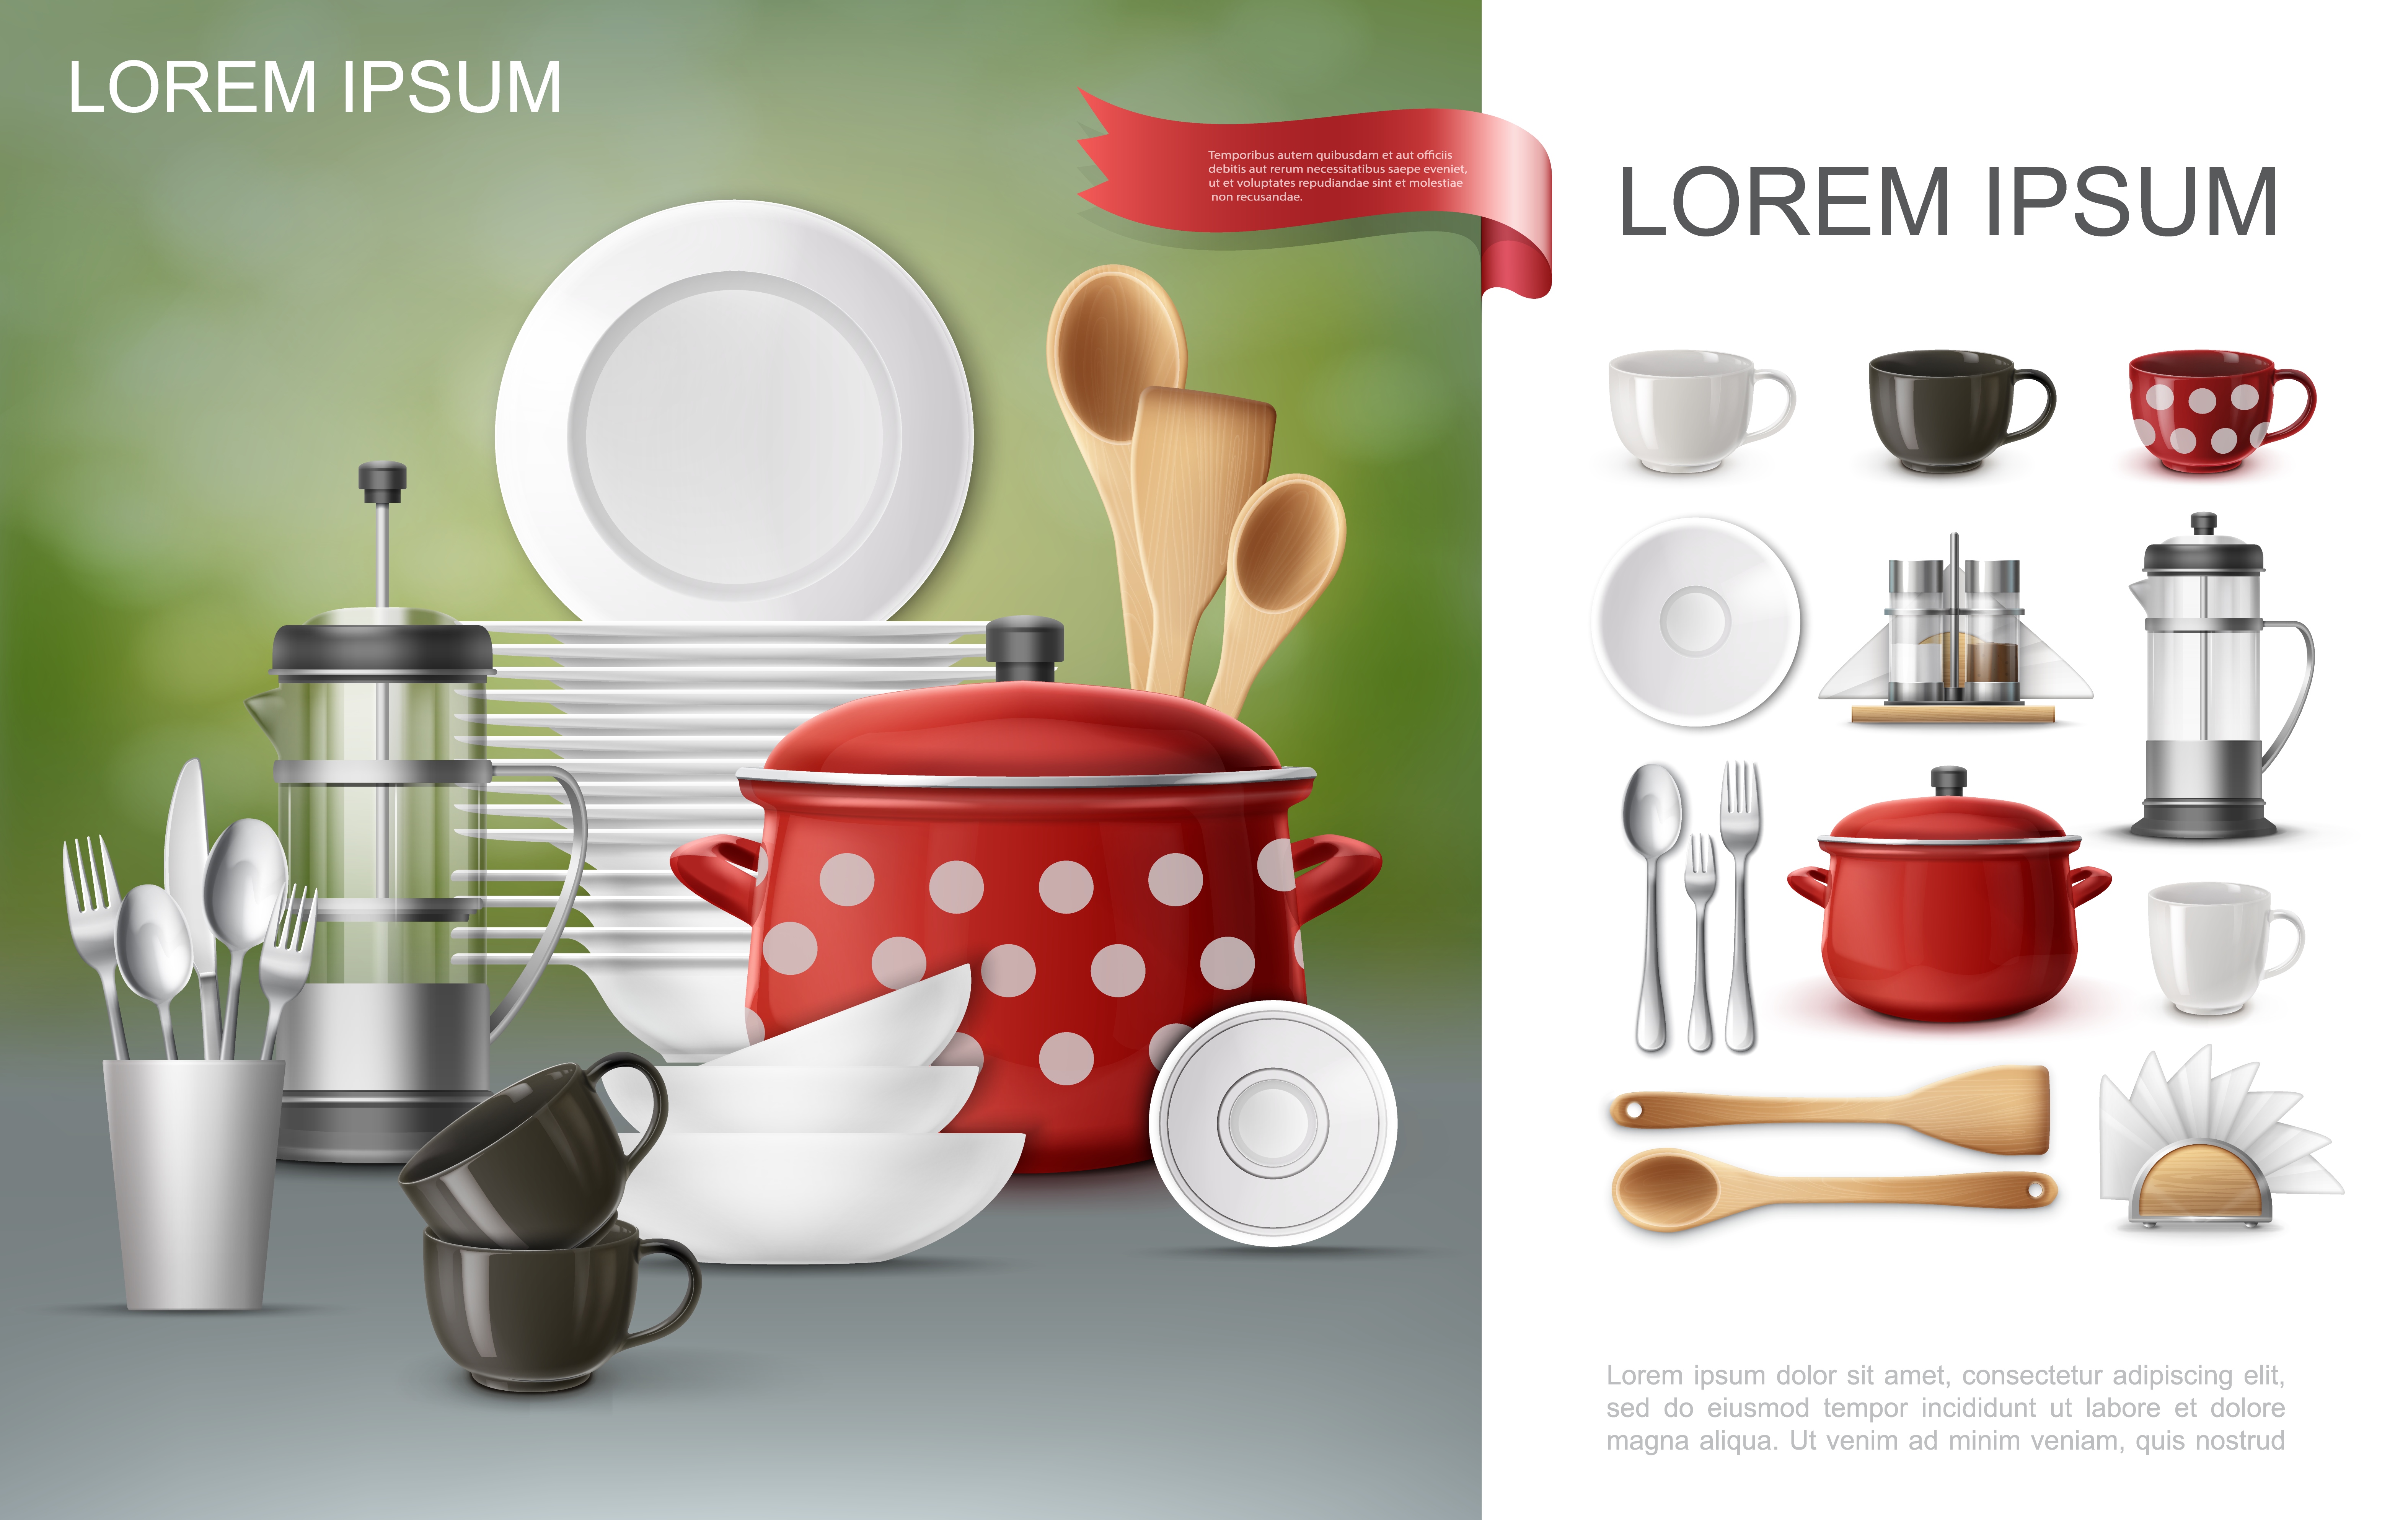 LOREM IPSUM
Temporibus autem quibusdam et aut officiis
debitis aut rerum necessitatibus saepe eveniet,
ut et voluptates repudiandae sint et molestiae
non recusandae.
LOREM IPSUM
Lorem ipsum dolor sit amet, consectetur adipiscing elit,
sed do eiusmod tempor incididunt ut labore et dolore
magna aliqua. Ut venim ad minim veniam, quis nostrud